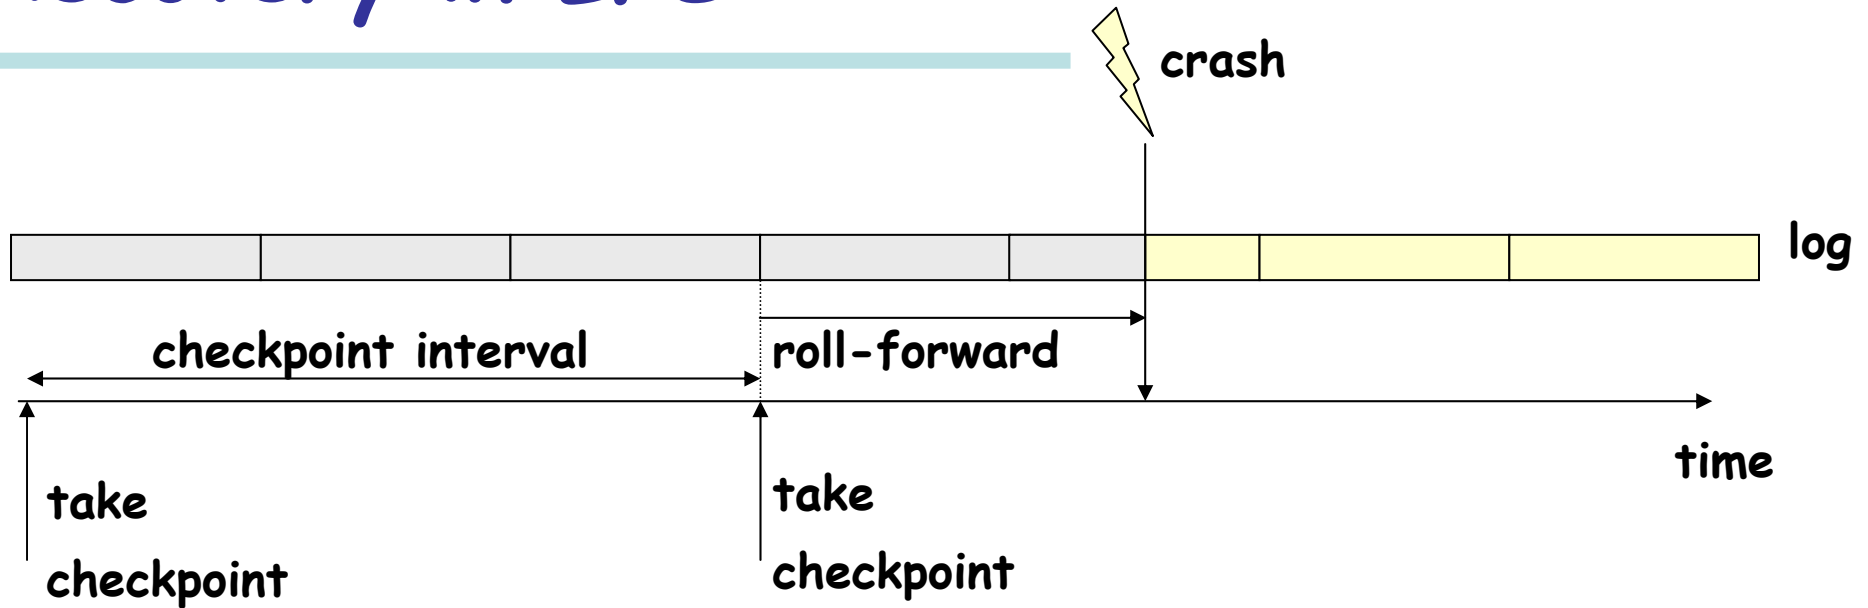 crash
log
checkpoint interval
roll-forward
time
take
checkpoint
take
checkpoint